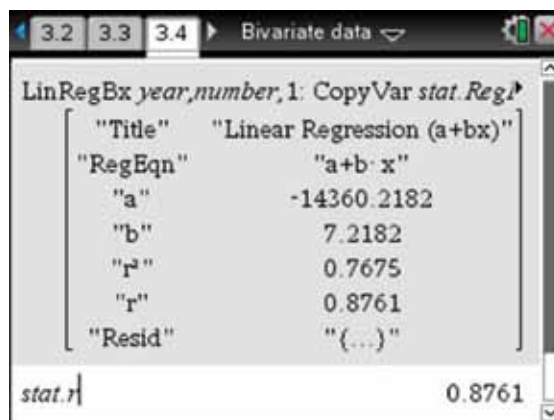 3.2 3.3 3.4 Bivariate data
LinRegBx year,number,1: CopyVar stat.Reg
"Title" "Linear Regression (a+bx)"
"RegEqn" "a+b· x"
"a" -14360.2182
"b" 7.2182
"r²" 0.7675
"r" 0.8761
"Resid" "{...}"
stat.r 0.8761